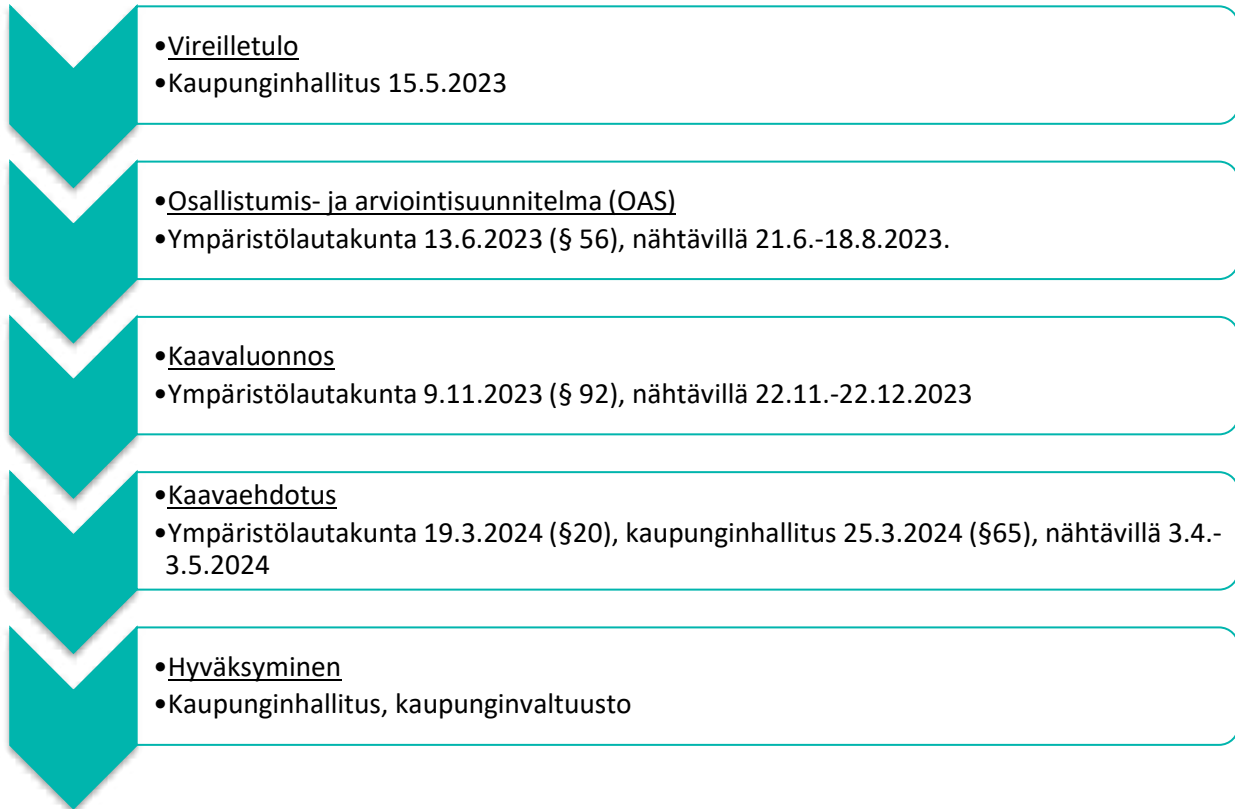 •Vireilletulo
•Kaupunginhallitus 15.5.2023
•Osallistumis- ja arviointisuunnitelma (OAS)
•Ympäristölautakunta 13.6.2023 (§ 56), nähtävillä 21.6.-18.8.2023.
•Kaavaluonnos
•Ympäristölautakunta 9.11.2023 (§ 92), nähtävillä 22.11.-22.12.2023
•Kaavaehdotus
•Ympäristölautakunta 19.3.2024 (§20), kaupunginhallitus 25.3.2024 (§65), nähtävillä 3.4.-
3.5.2024
•Hyväksyminen
•Kaupunginhallitus, kaupunginvaltuusto